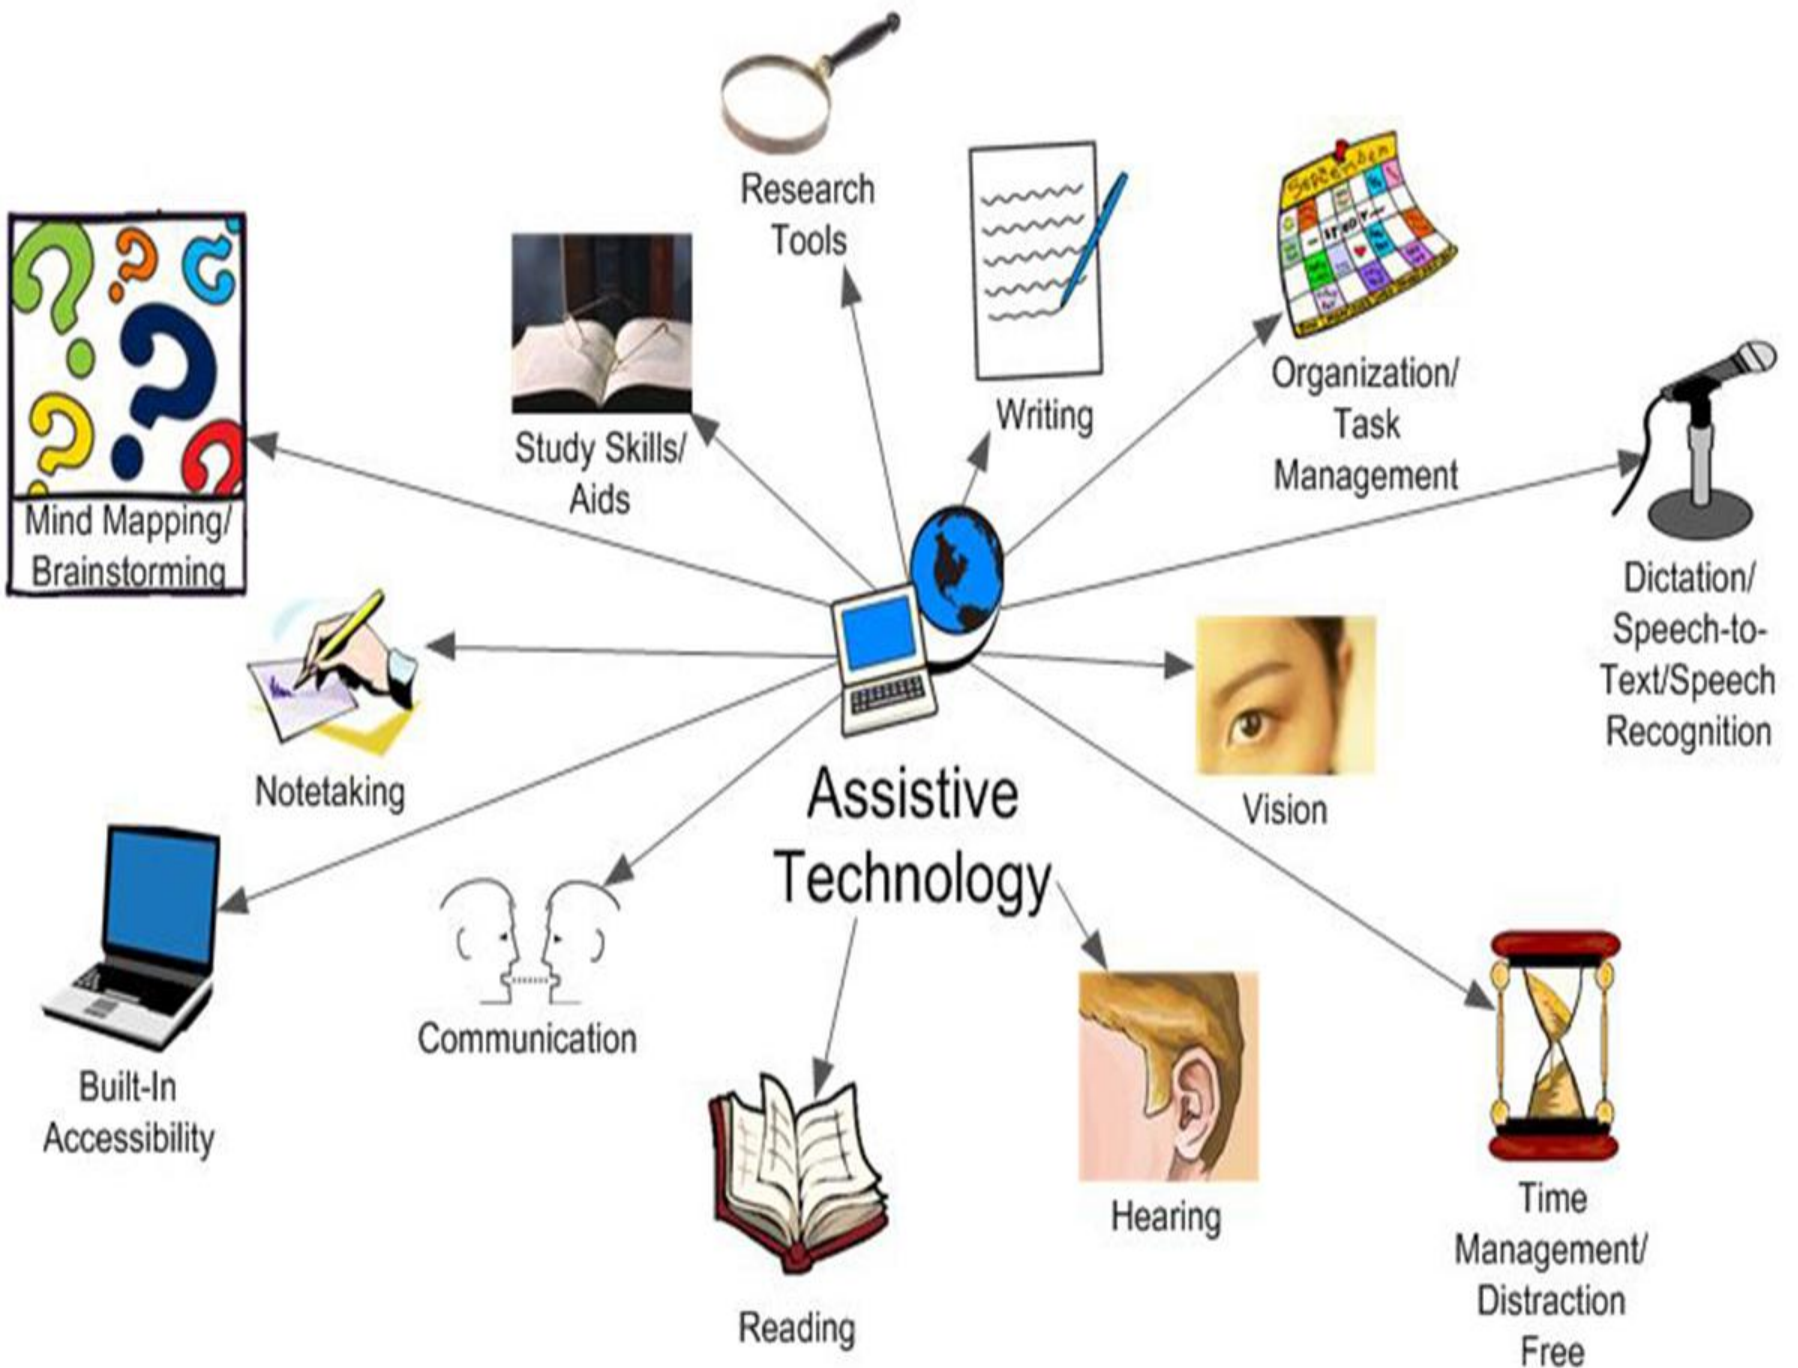 Research
Tools
Writing
September
Organization/
Task
Management
Study Skills/
Aids
Mind Mapping/
Brainstorming
Dictation/
Speech-to-
Text/Speech
Recognition
Notetaking
Vision
Assistive
Technology
Built-In
Accessibility
Communication
Reading
Hearing
Time
Management/
Distraction
Free